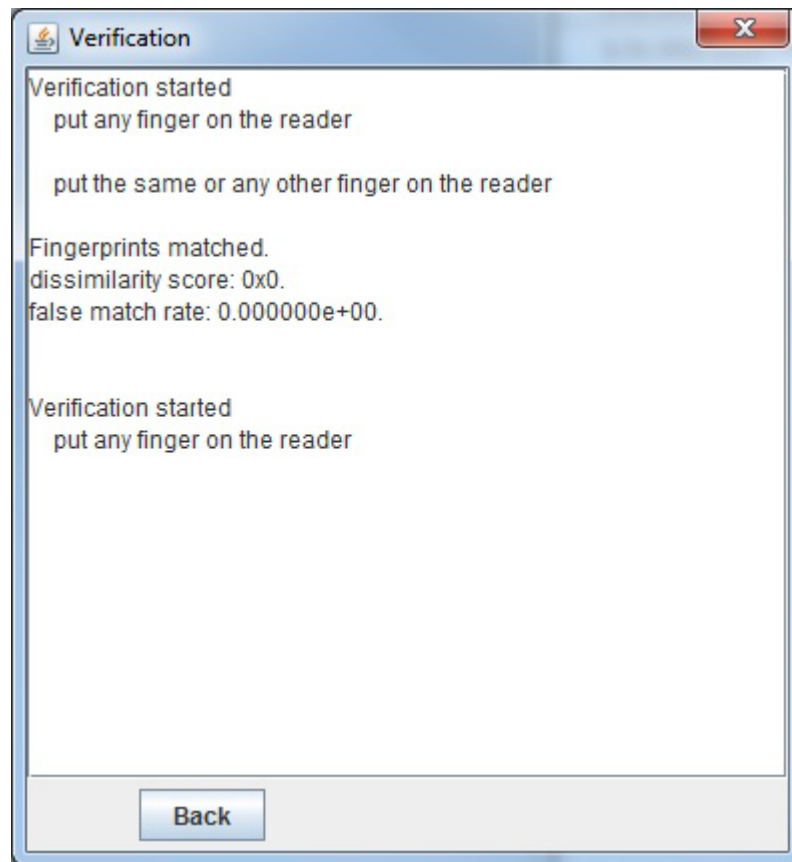 Verification
Verification started
put any finger on the reader
put the same or any other finger on the reader
Fingerprints matched.
dissimilarity score: 0x0.
false match rate: 0.000000e+00.
Verification started
put any finger on the reader
Back